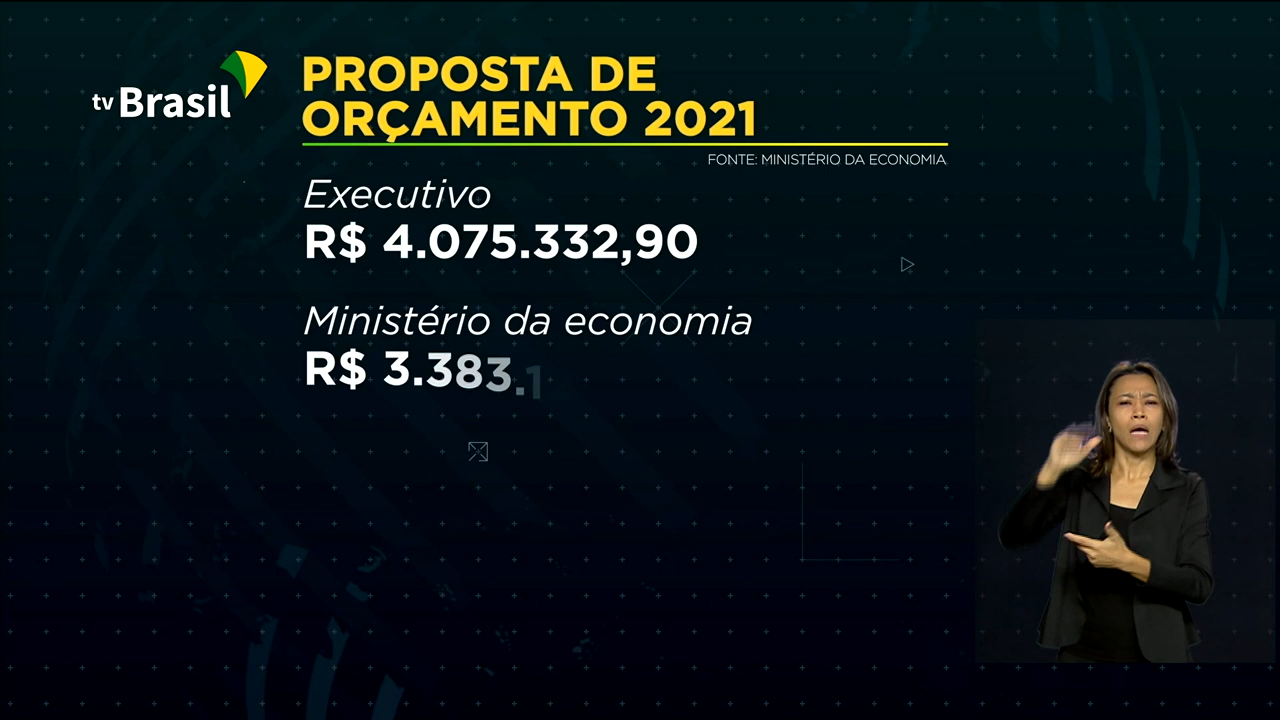 tv Brasil
PROPOSTA DE
ORÇAMENTO 2021
FONTE: MINISTÉRIO DA ECONOMIA
Executivo
R$ 4.075.332,90
Ministério da economia
R$ 3.383.1